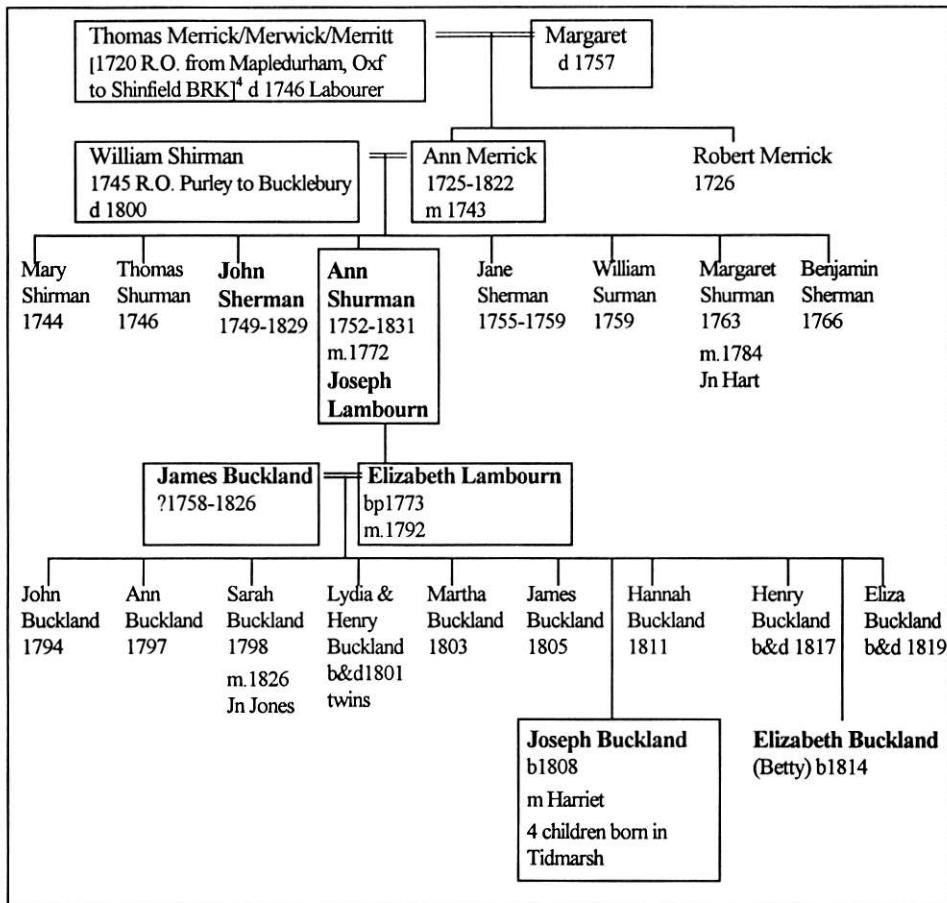 Thomas Merrick/Merwick/Merritt
[1720 R.O. from Mapledurham, Oxf
to Shinfield BRK]4 d 1746 Labourer
Margaret
d 1757
William Shirman
1745 R.O. Purley to Bucklebury
d 1800
Ann Merrick
1725-1822
m 1743
Robert Merrick
1726
Mary
Shirman
1744
Thomas
Shurman
1746
John
Sherman
1749-1829
Ann
Shurman
1752-1831
m.1772
Joseph
Lambourn
Jane
Sherman
1755-1759
William
Surman
1759
Margaret
Shurman
1763
m.1784
Jn Hart
Benjamin
Sherman
1766
James Buckland
?1758-1826
Elizabeth Lambourn
bp1773
m.1792
John
Buckland
1794
Ann
Buckland
1797
Sarah
Buckland
1798
m.1826
Jn Jones
Lydia &
Henry
Buckland
b&d1801
twins
Martha
Buckland
1803
James
Buckland
1805
Hannah
Buckland
1811
Henry
Buckland
b&d 1817
Eliza
Buckland
b&d 1819
Joseph Buckland
b1808
m Harriet
4 children born in
Tidmarsh
Elizabeth Buckland
(Betty) b1814